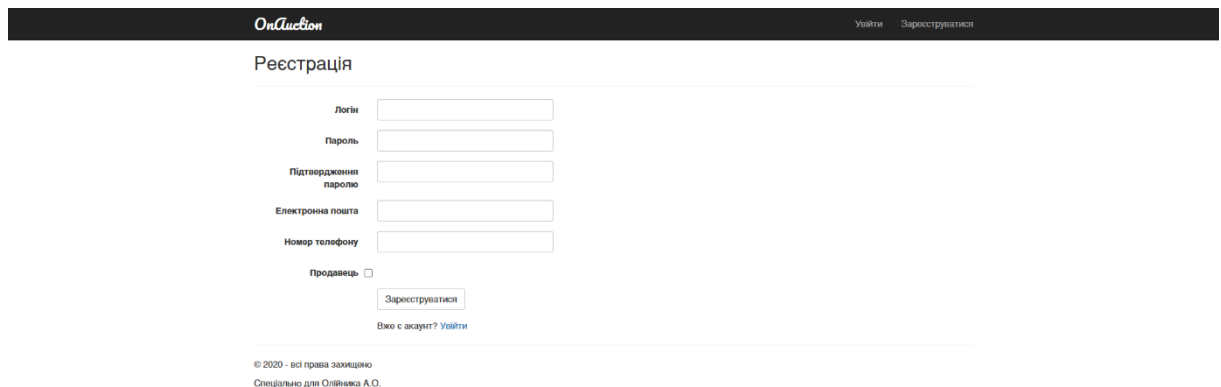 OnAuction
Увійти Зареєструватися
Реєстрація
Логін
Пароль
Підтвердження
паролю
Електронна пошта
Номер телефону
Продавець
Зареєструватися
Вже є акаунт? Увійти
© 2020 - всі права захищено
Спеціально для Олійника А.О.